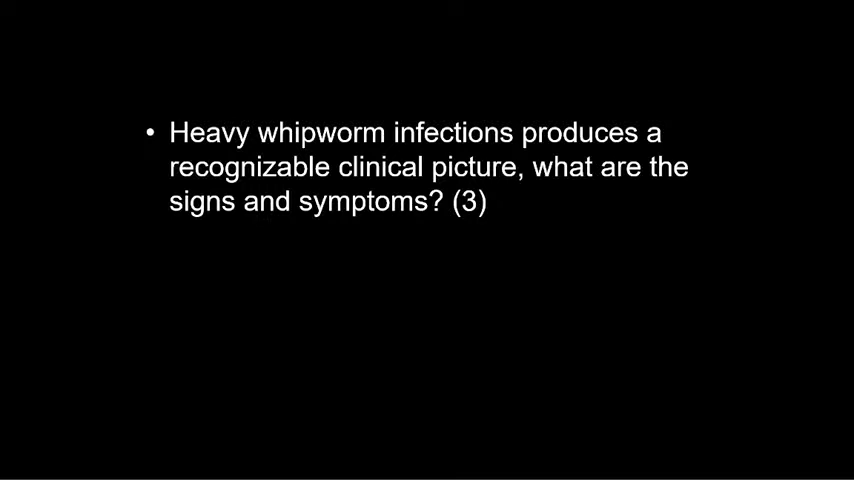 • Heavy whipworm infections produces a
recognizable clinical picture, what are the
signs and symptoms? (3)